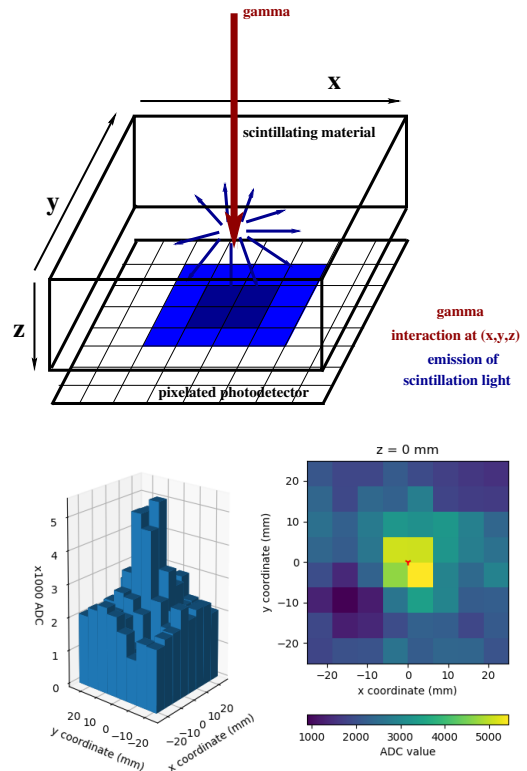 gamma
x
scintillating material
y
z
gamma
interaction at (x,y,z)
emission of
scintillation light
pixelated photodetector
z = 0 mm
5
4
3
2
1
0
x1000 ADC
20
10
0
−10
−20
y coordinate (mm)
−20
−10
0
10
20
x coordinate (mm)
20
10
0
−10
−20
y coordinate (mm)
γ
−20
−10
0
10
20
x coordinate (mm)
1000
2000
3000
4000
5000
ADC value